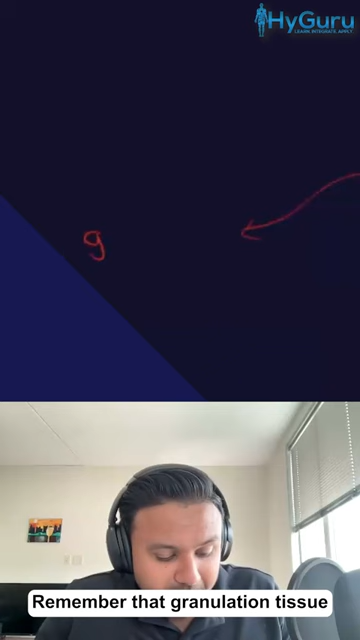 HyGuru
LEARN. INTEGRATE. APPLY.
g
Remember that granulation tissue